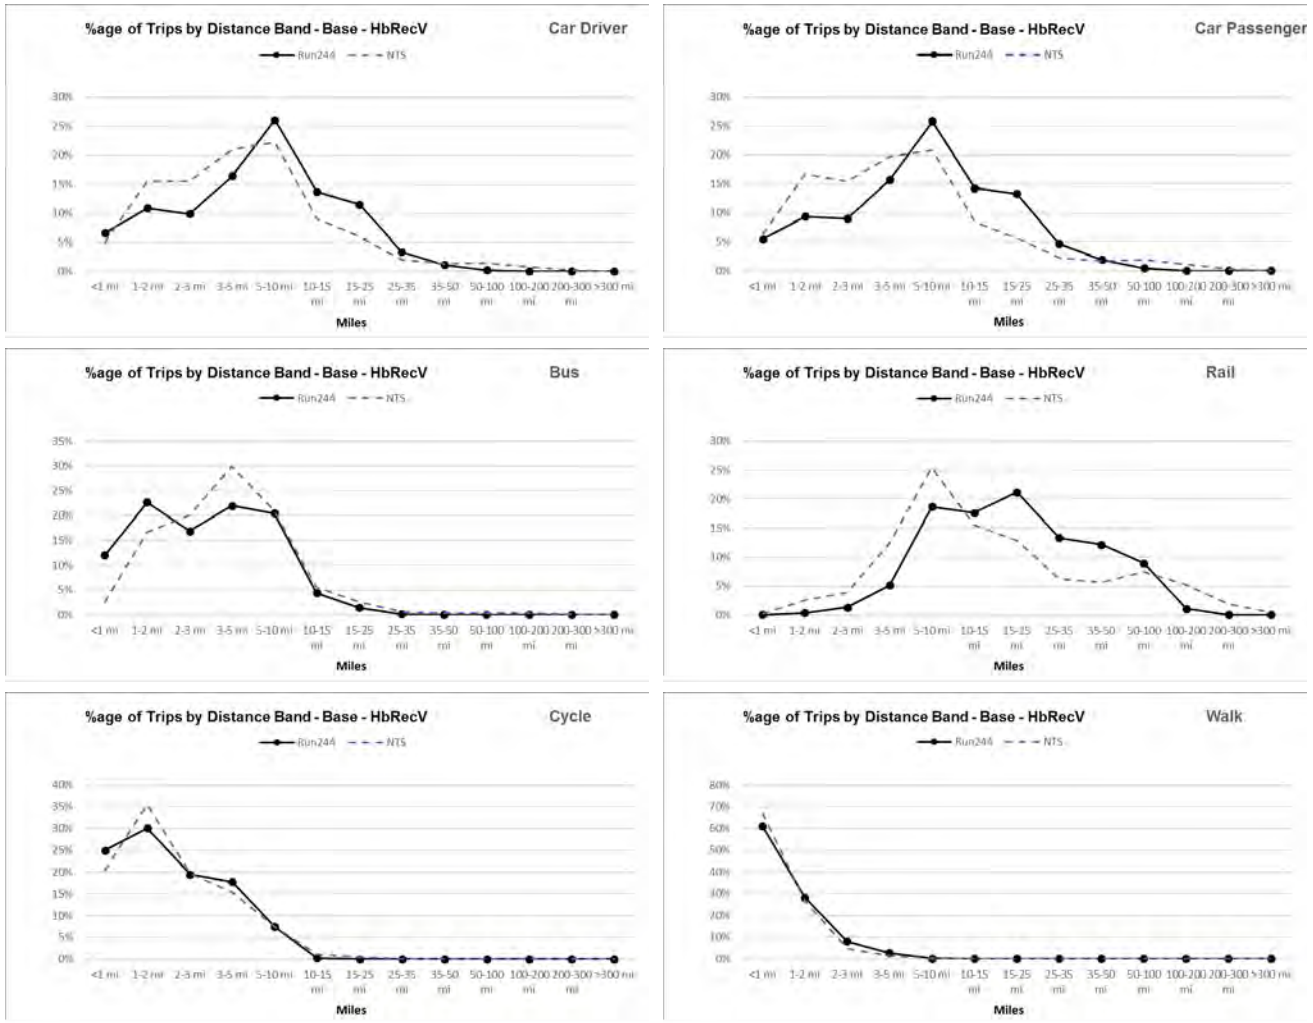 %age of Trips by Distance Band - Base - HbRecV Car Driver
Run244 NTS
30%
25%
20%
15%
10%
5%
0%
<1 mi 1-2 mi 2-3 mi 3-5 mi 5-10 mi 10-15 mi 15-25 mi 25-35 mi 35-50 mi 50-100 mi 100-200 mi 200-300 mi >300 mi
Miles
%age of Trips by Distance Band - Base - HbRecV Car Passenger
Run244 NTS
30%
25%
20%
15%
10%
5%
0%
<1 mi 1-2 mi 2-3 mi 3-5 mi 5-10 mi 10-15 mi 15-25 mi 25-35 mi 35-50 mi 50-100 mi 100-200 mi 200-300 mi >300 mi
Miles
%age of Trips by Distance Band - Base - HbRecV Bus
Run244 NTS
35%
30%
25%
20%
15%
10%
5%
0%
<1 mi 1-2 mi 2-3 mi 3-5 mi 5-10 mi 10-15 mi 15-25 mi 25-35 mi 35-50 mi 50-100 mi 100-200 mi 200-300 mi >300 mi
Miles
%age of Trips by Distance Band - Base - HbRecV Rail
Run244 NTS
30%
25%
20%
15%
10%
5%
0%
<1 mi 1-2 mi 2-3 mi 3-5 mi 5-10 mi 10-15 mi 15-25 mi 25-35 mi 35-50 mi 50-100 mi 100-200 mi 200-300 mi >300 mi
Miles
%age of Trips by Distance Band - Base - HbRecV Cycle
Run244 NTS
40%
35%
30%
25%
20%
15%
10%
5%
0%
<1 mi 1-2 mi 2-3 mi 3-5 mi 5-10 mi 10-15 mi 15-25 mi 25-35 mi 35-50 mi 50-100 mi 100-200 mi 200-300 mi >300 mi
Miles
%age of Trips by Distance Band - Base - HbRecV Walk
Run244 NTS
80%
70%
60%
50%
40%
30%
20%
10%
0%
<1 mi 1-2 mi 2-3 mi 3-5 mi 5-10 mi 10-15 mi 15-25 mi 25-35 mi 35-50 mi 50-100 mi 100-200 mi 200-300 mi >300 mi
Miles